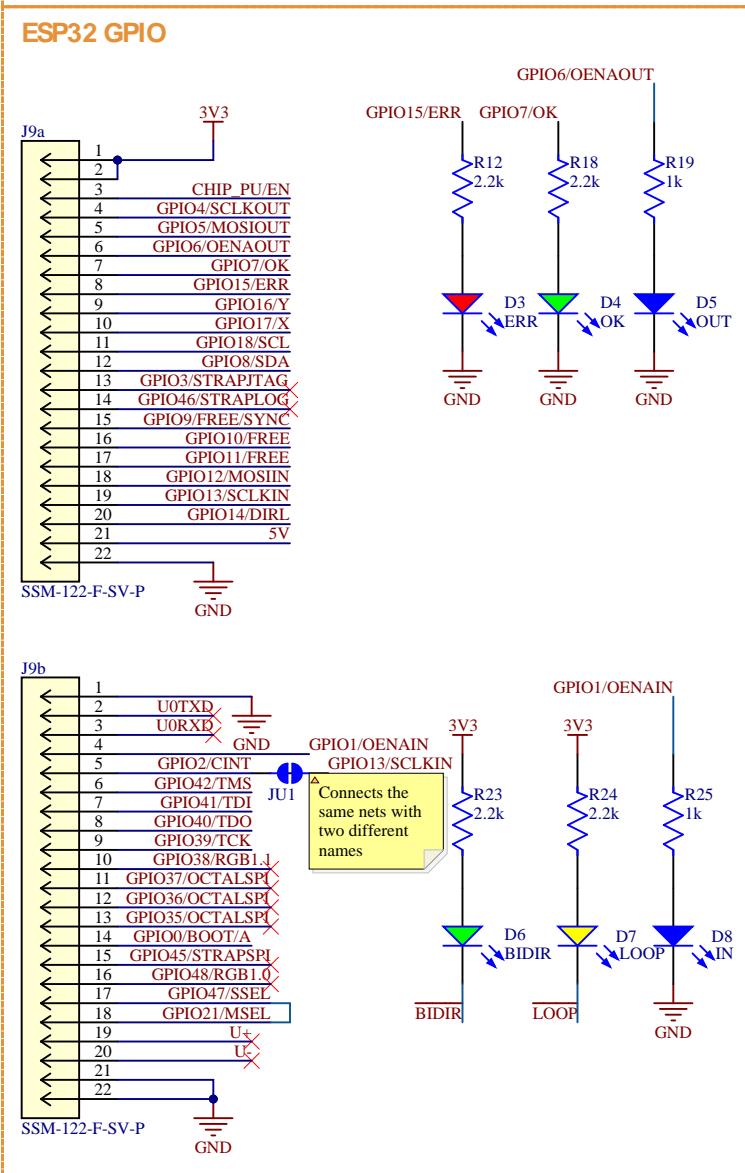 ESP32 GPIO
J9a
3V3
1
2
3 CHIP_PU/EN
4 GPIO4/SCLKOUT
5 GPIO5/MOSIOUT
6 GPIO6/OENAOUT
7 GPIO7/OK
8 GPIO15/ERR
9 GPIO16/Y
10 GPIO17/X
11 GPIO18/SCL
12 GPIO8/SDA
13 GPIO3/STRAPJTAG
14 GPIO46/STRAPLOG
15 GPIO9/FREE/SYNC
16 GPIO10/FREE
17 GPIO11/FREE
18 GPIO12/MOSIIN
19 GPIO13/SCLKIN
20 GPIO14/DIRL
21 5V
22
SSM-122-F-SV-P
GND
GPIO6/OENAOUT
GPIO15/ERR GPIO7/OK
R12 R18 R19
2.2k 2.2k 1k
D3 D4 D5
ERR OK OUT
GND GND GND
J9b
1
2 U0TXD
3 U0RXD
GND
4 GPIO1/OENAIN
5 GPIO2/CINT GPIO13/SCLKIN
JU1
6 GPIO42/TMS
7 GPIO41/TDI
8 GPIO40/TDO
9 GPIO39/TCK
10 GPIO38/RGB1.1
11 GPIO37/OCTALSPI
12 GPIO36/OCTALSPI
13 GPIO35/OCTALSPI
14 GPIO0/BOOT/A
15 GPIO45/STRAPSPI
16 GPIO48/RGB1.0
17 GPIO47/SSEL
18 GPIO21/MSEL
19 U+
20 U-
21
22
SSM-122-F-SV-P
GND
Connects the
same nets with
two different
names
GPIO1/OENAIN
3V3 3V3
R23 R24 R25
2.2k 2.2k 1k
D6 D7 D8
BIDIR LOOP IN
BIDIR LOOP
GND